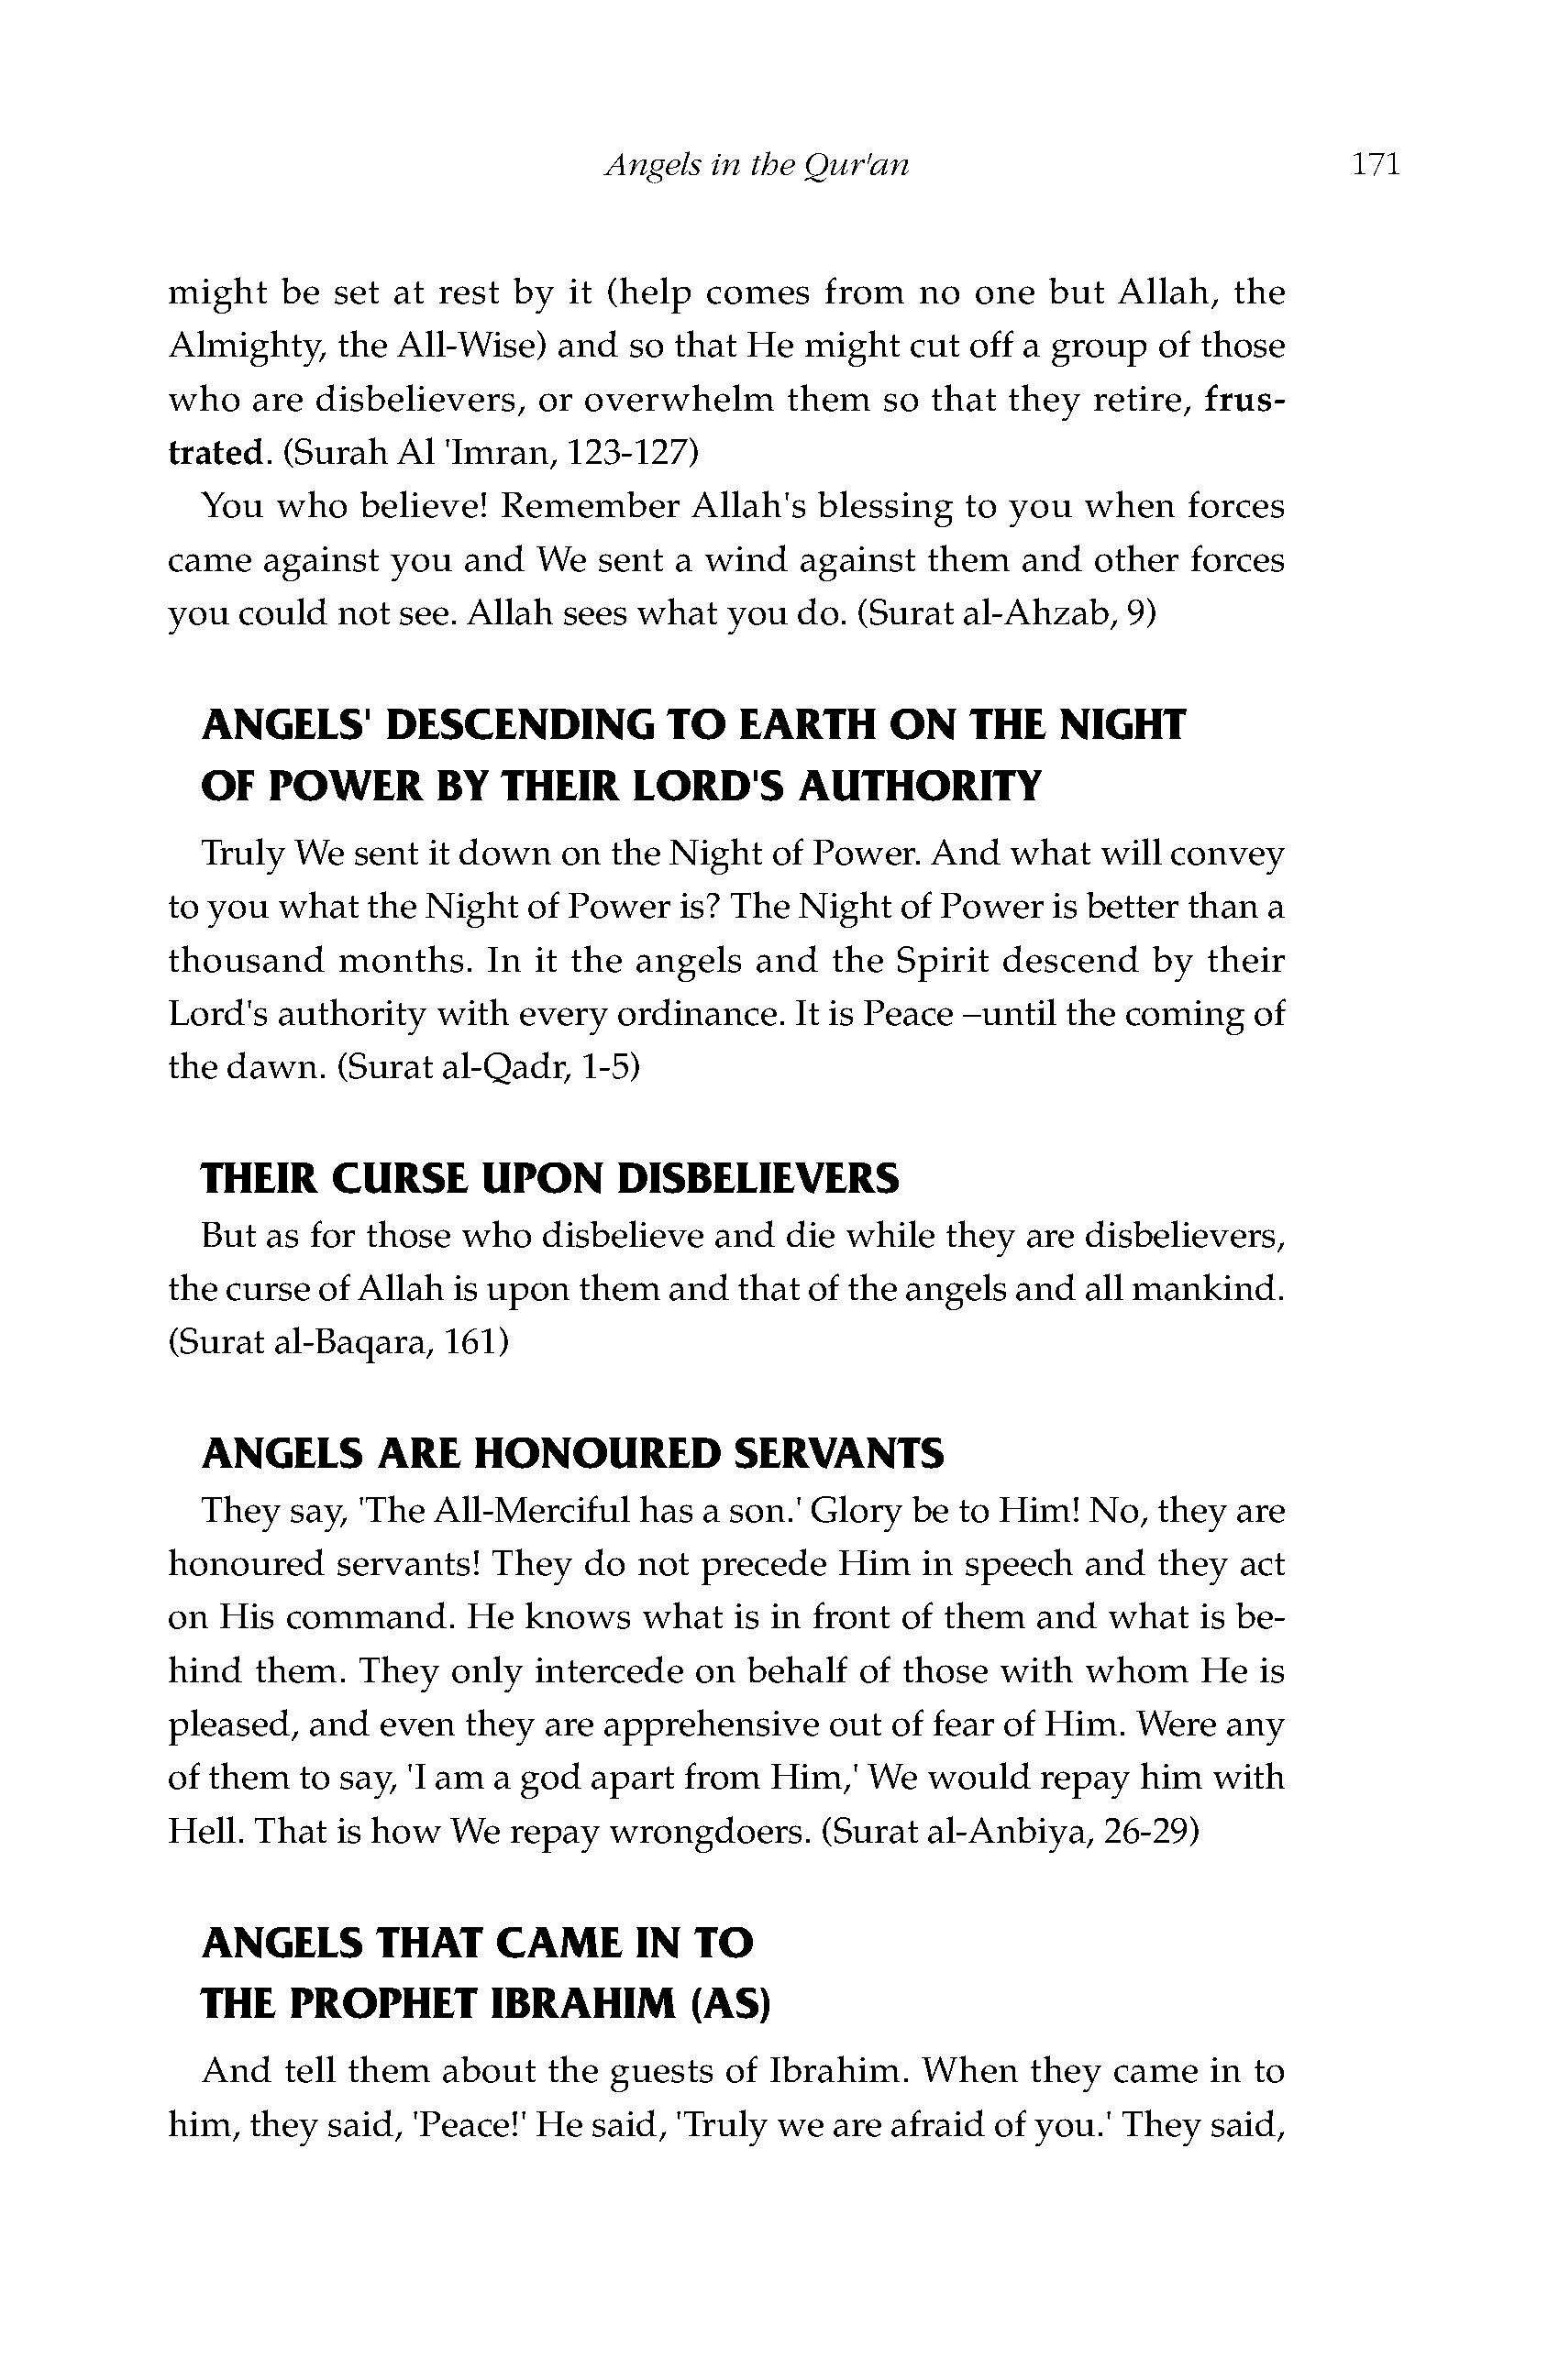 Angels in the Qur'an 171
might be set at rest by it (help comes from no one but Allah, the
Almighty, the All-Wise) and so that He might cut off a group of those
who are disbelievers, or overwhelm them so that they retire, frus-
trated. (Surah Al 'Imran, 123-127)
You who believe! Remember Allah's blessing to you when forces
came against you and We sent a wind against them and other forces
you could not see. Allah sees what you do. (Surat al-Ahzab, 9)
ANGELS' DESCENDING TO EARTH ON THE NIGHT
OF POWER BY THEIR LORD'S AUTHORITY
Truly We sent it down on the Night of Power. And what will convey
to you what the Night of Power is? The Night of Power is better than a
thousand months. In it the angels and the Spirit descend by their
Lord's authority with every ordinance. It is Peace –until the coming of
the dawn. (Surat al-Qadr, 1-5)
THEIR CURSE UPON DISBELIEVERS
But as for those who disbelieve and die while they are disbelievers,
the curse of Allah is upon them and that of the angels and all mankind.
(Surat al-Baqara, 161)
ANGELS ARE HONOURED SERVANTS
They say, 'The All-Merciful has a son.' Glory be to Him! No, they are
honoured servants! They do not precede Him in speech and they act
on His command. He knows what is in front of them and what is be-
hind them. They only intercede on behalf of those with whom He is
pleased, and even they are apprehensive out of fear of Him. Were any
of them to say, 'I am a god apart from Him,' We would repay him with
Hell. That is how We repay wrongdoers. (Surat al-Anbiya, 26-29)
ANGELS THAT CAME IN TO
THE PROPHET IBRAHIM (AS)
And tell them about the guests of Ibrahim. When they came in to
him, they said, 'Peace!' He said, 'Truly we are afraid of you.' They said,